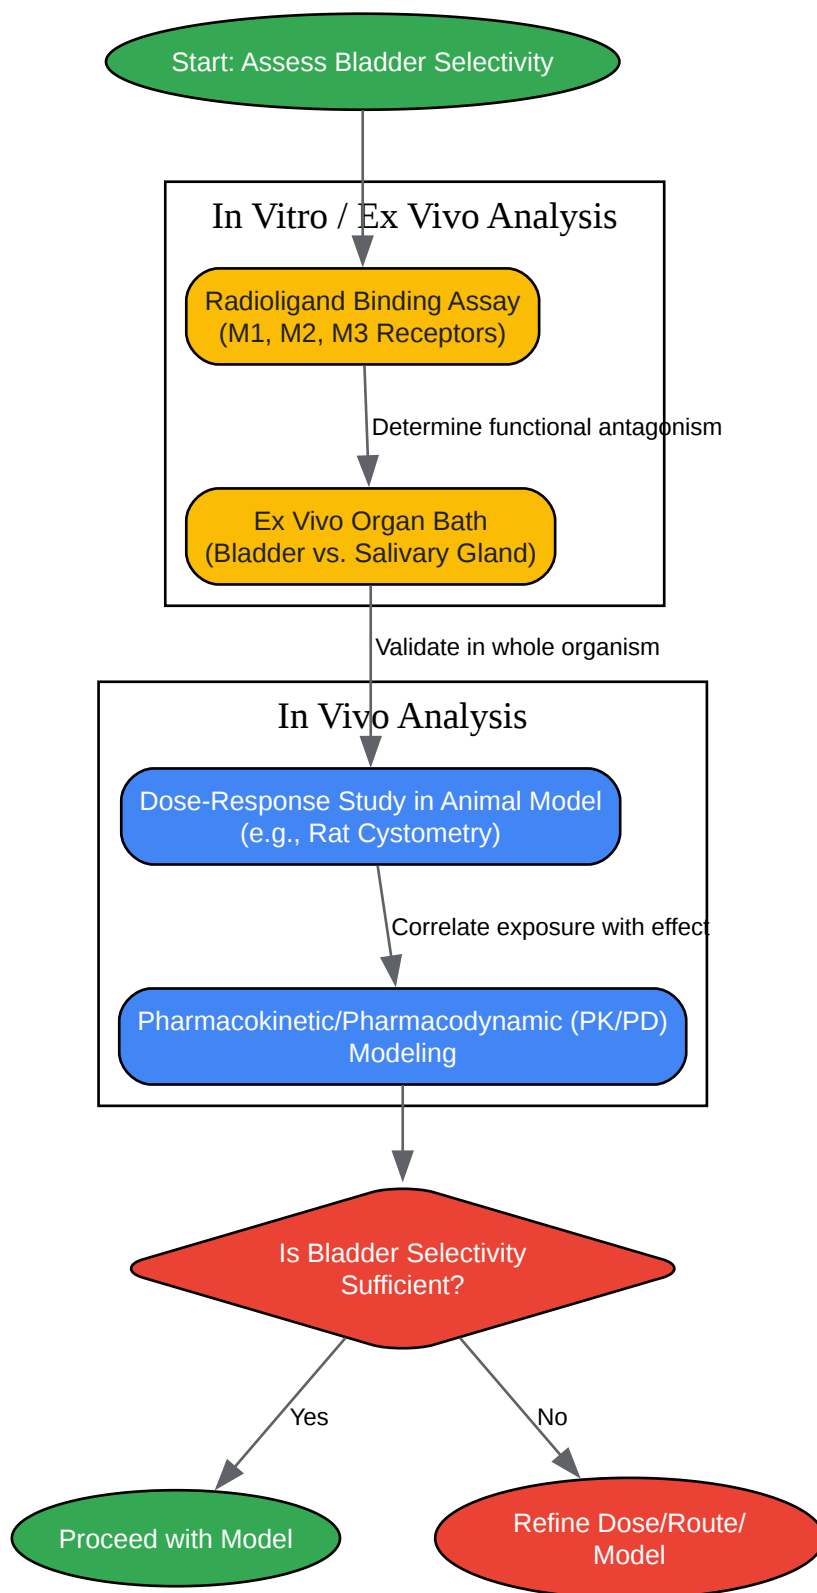 Start: Assess Bladder Selectivity
In Vitro / Ex Vivo Analysis
Radioligand Binding Assay
(M1, M2, M3 Receptors)
Determine functional antagonism
Ex Vivo Organ Bath
(Bladder vs. Salivary Gland)
Validate in whole organism
In Vivo Analysis
Dose-Response Study in Animal Model
(e.g., Rat Cystometry)
Correlate exposure with effect
Pharmacokinetic/Pharmacodynamic (PK/PD)
Modeling
Is Bladder Selectivity
Sufficient?
Yes
No
Proceed with Model
Refine Dose/Route/
Model